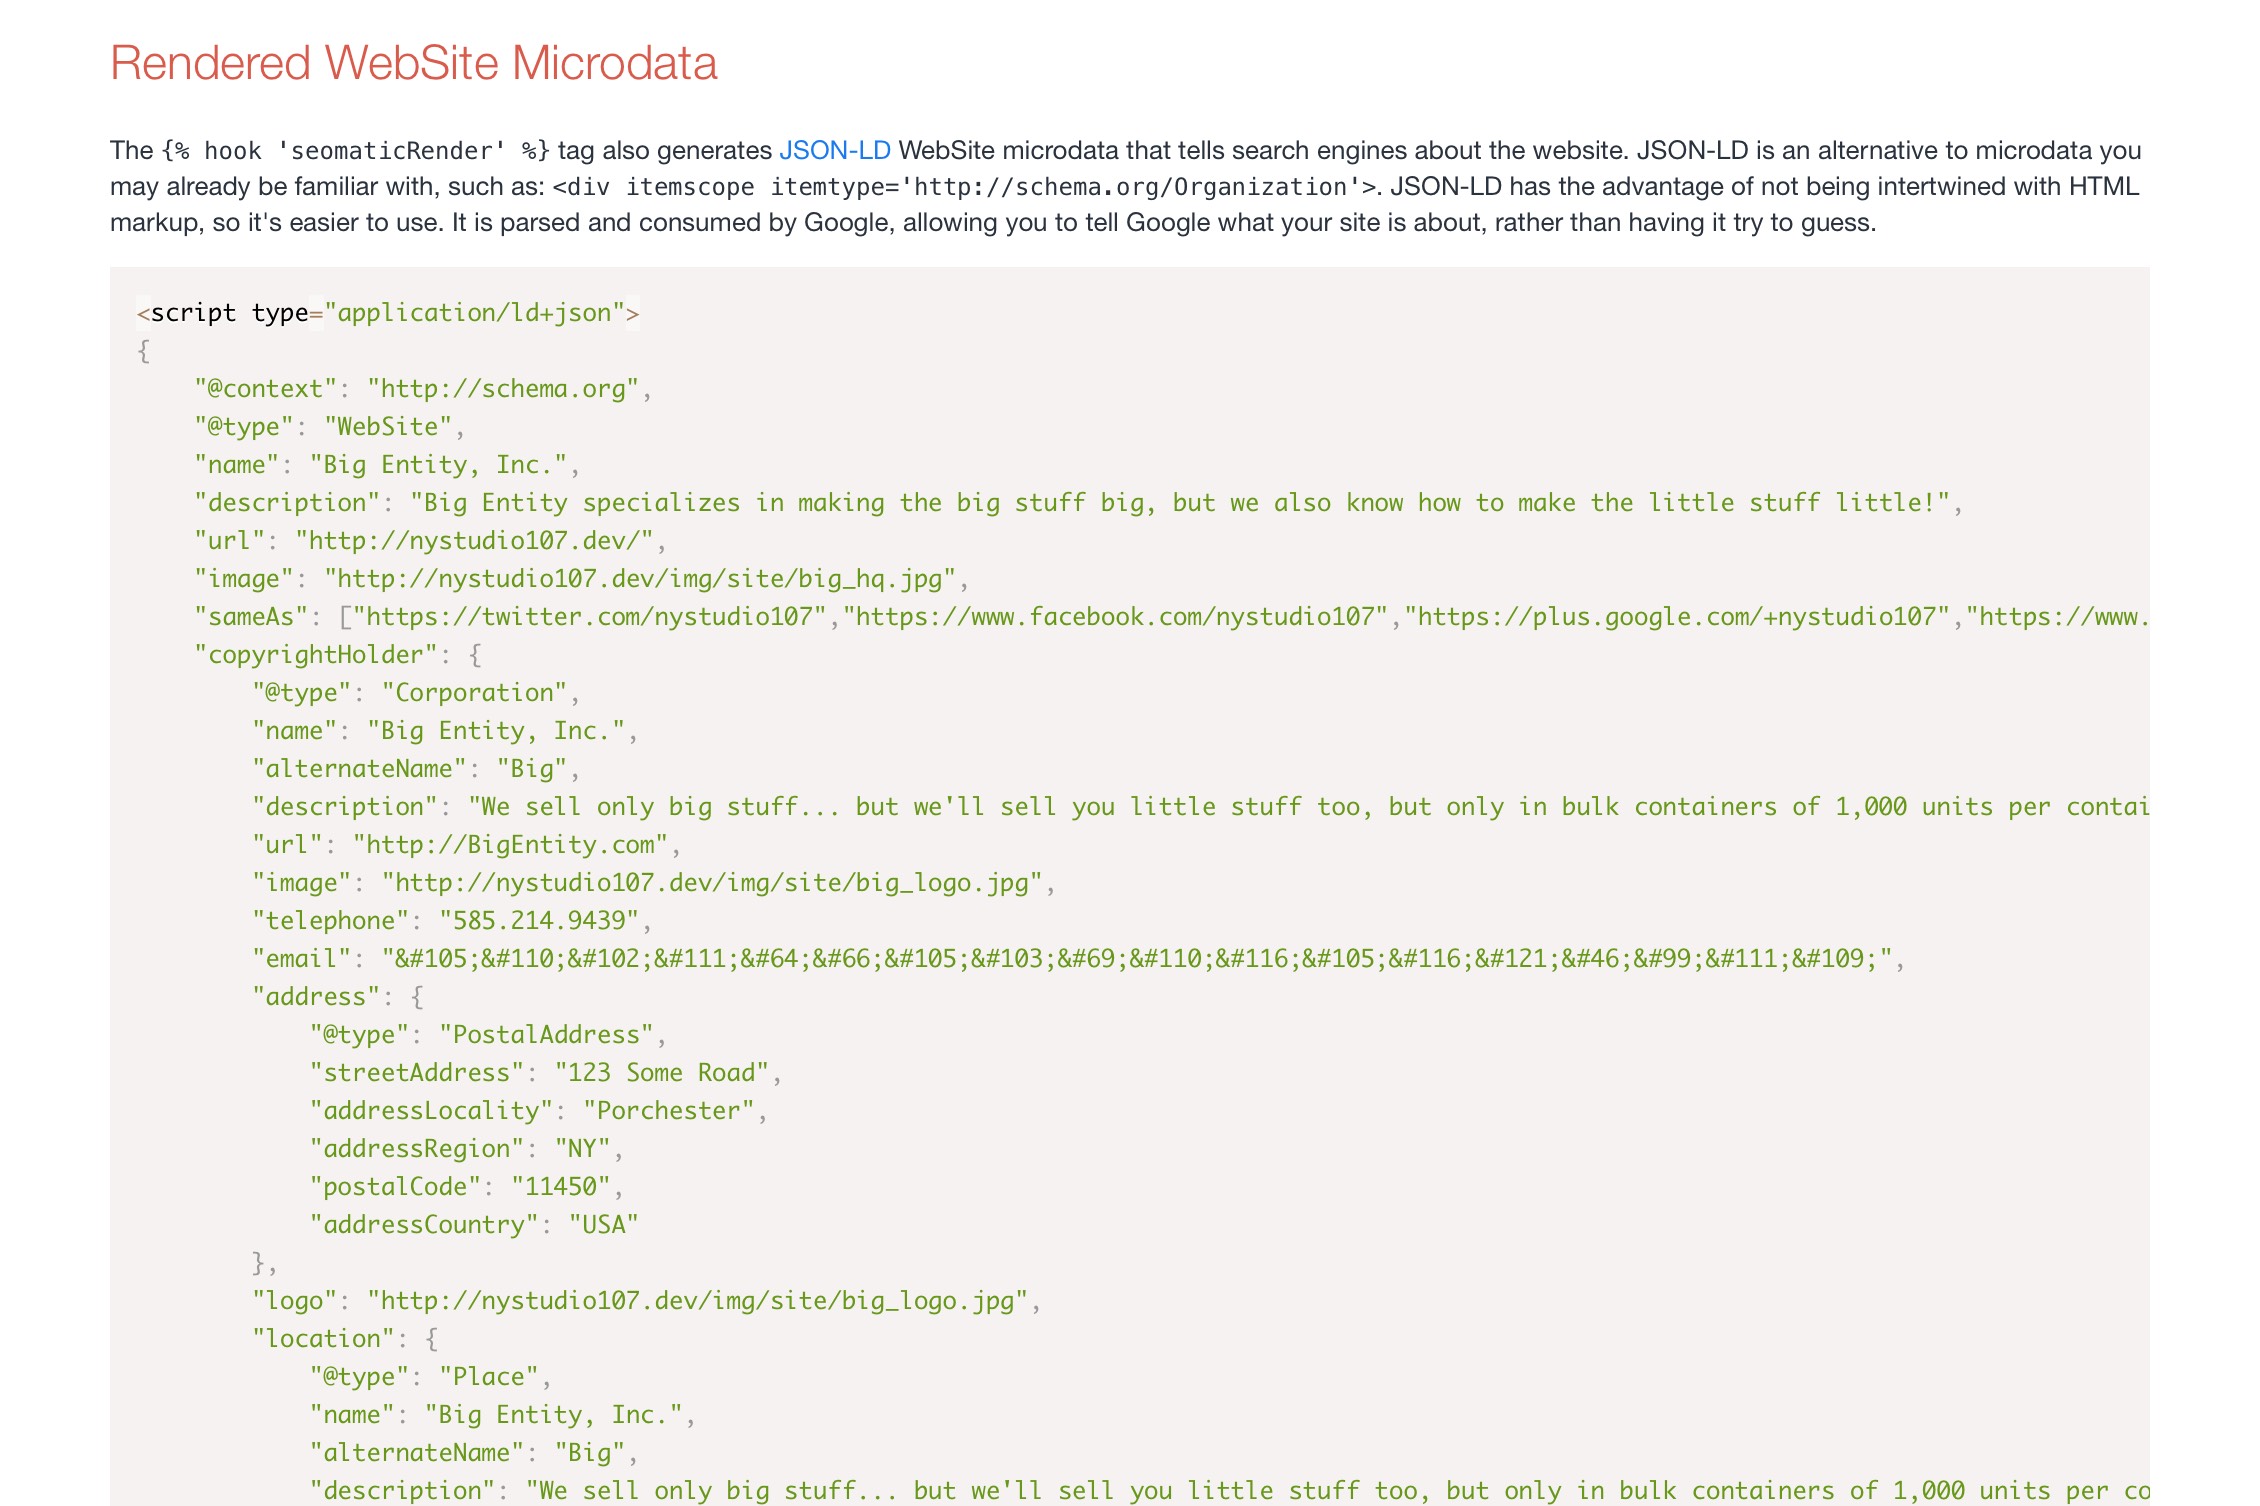 Rendered WebSite Microdata
The {% hook 'seomaticRender' %} tag also generates JSON-LD WebSite microdata that tells search engines about the website. JSON-LD is an alternative to microdata you
may already be familiar with, such as: <div itemscope itemtype='http://schema.org/Organization'>. JSON-LD has the advantage of not being intertwined with HTML
markup, so it's easier to use. It is parsed and consumed by Google, allowing you to tell Google what your site is about, rather than having it try to guess.
<script type="application/ld+json">
{
    "@context": "http://schema.org",
    "@type": "WebSite",
    "name": "Big Entity, Inc.",
    "description": "Big Entity specializes in making the big stuff big, but we also know how to make the little stuff little!",
    "url": "http://nystudio107.dev/",
    "image": "http://nystudio107.dev/img/site/big_hq.jpg",
    "sameAs": ["https://twitter.com/nystudio107","https://www.facebook.com/nystudio107","https://plus.google.com/+nystudio107","https://www.
    "copyrightHolder": {
        "@type": "Corporation",
        "name": "Big Entity, Inc.",
        "alternateName": "Big",
        "description": "We sell only big stuff... but we'll sell you little stuff too, but only in bulk containers of 1,000 units per contai
        "url": "http://BigEntity.com",
        "image": "http://nystudio107.dev/img/site/big_logo.jpg",
        "telephone": "585.214.9439",
        "email": "&#105;&#110;&#102;&#111;&#64;&#66;&#105;&#103;&#69;&#110;&#116;&#105;&#116;&#121;&#46;&#99;&#111;&#109;",
        "address": {
            "@type": "PostalAddress",
            "streetAddress": "123 Some Road",
            "addressLocality": "Porchester",
            "addressRegion": "NY",
            "postalCode": "11450",
            "addressCountry": "USA"
        },
        "logo": "http://nystudio107.dev/img/site/big_logo.jpg",
        "location": {
            "@type": "Place",
            "name": "Big Entity, Inc.",
            "alternateName": "Big",
            "description": "We sell only big stuff... but we'll sell you little stuff too, but only in bulk containers of 1,000 units per co